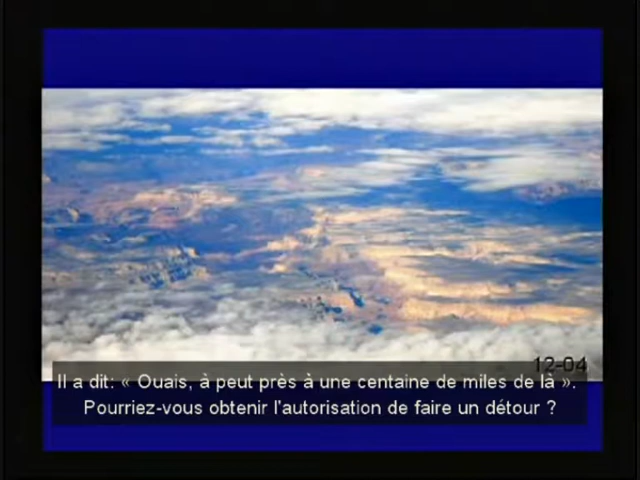 12-04
Il a dit: « Ouais, à peut près à une centaine de miles de là ».
Pourriez-vous obtenir l'autorisation de faire un détour ?